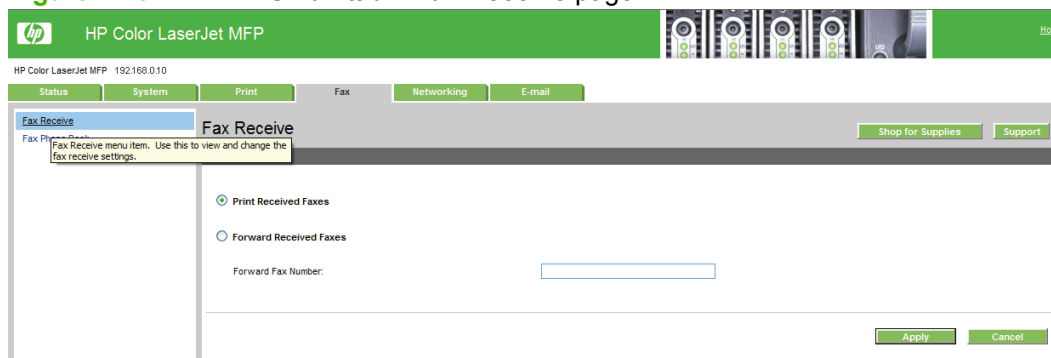 hp HP Color LaserJet MFP
HP Color LaserJet MFP 192.168.0.10
Status System Print Fax Networking E-mail
Fax Receive
Fax Receive menu item. Use this to view and change the
fax receive settings.
Fax Receive
Shop for Supplies Support
Print Received Faxes
Forward Received Faxes
Forward Fax Number:
Apply Cancel